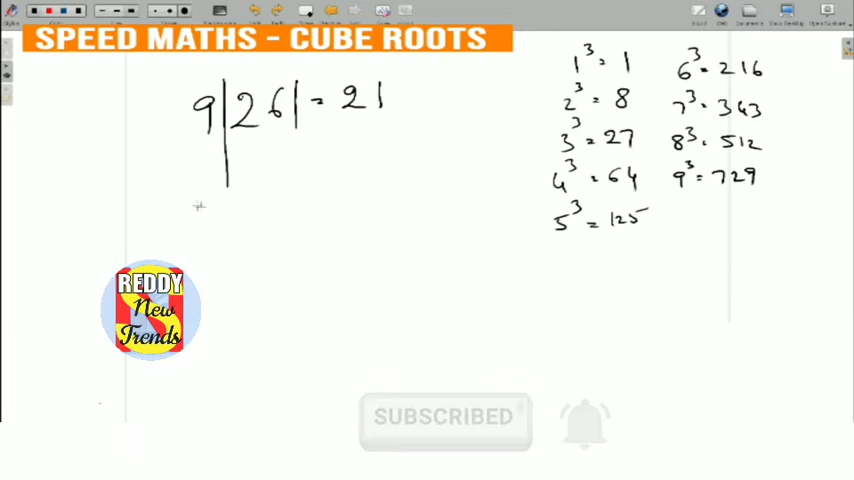 SPEED MATHS - CUBE ROOTS
9|261 = 21
1³ = 1
2³ = 8
3³ = 27
4³ = 64
5³ = 125
6³ = 216
7³ = 343
8³ = 512
9³ = 729
REDDY
New
Trends
SUBSCRIBED